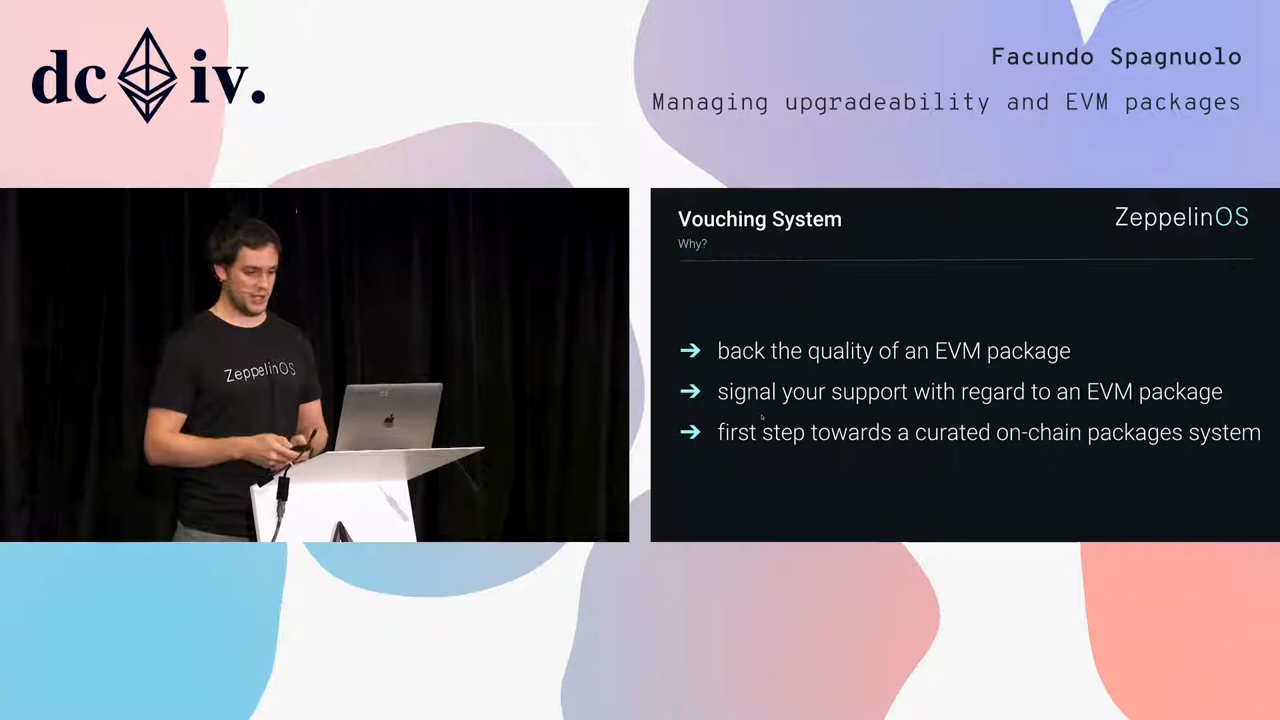 dc iv.
Facundo Spagnuolo
Managing upgradeability and EVM packages
ZeppelinOS
Vouching System
Why?
ZeppelinOS
➔ back the quality of an EVM package
➔ signal your support with regard to an EVM package
➔ first step towards a curated on-chain packages system